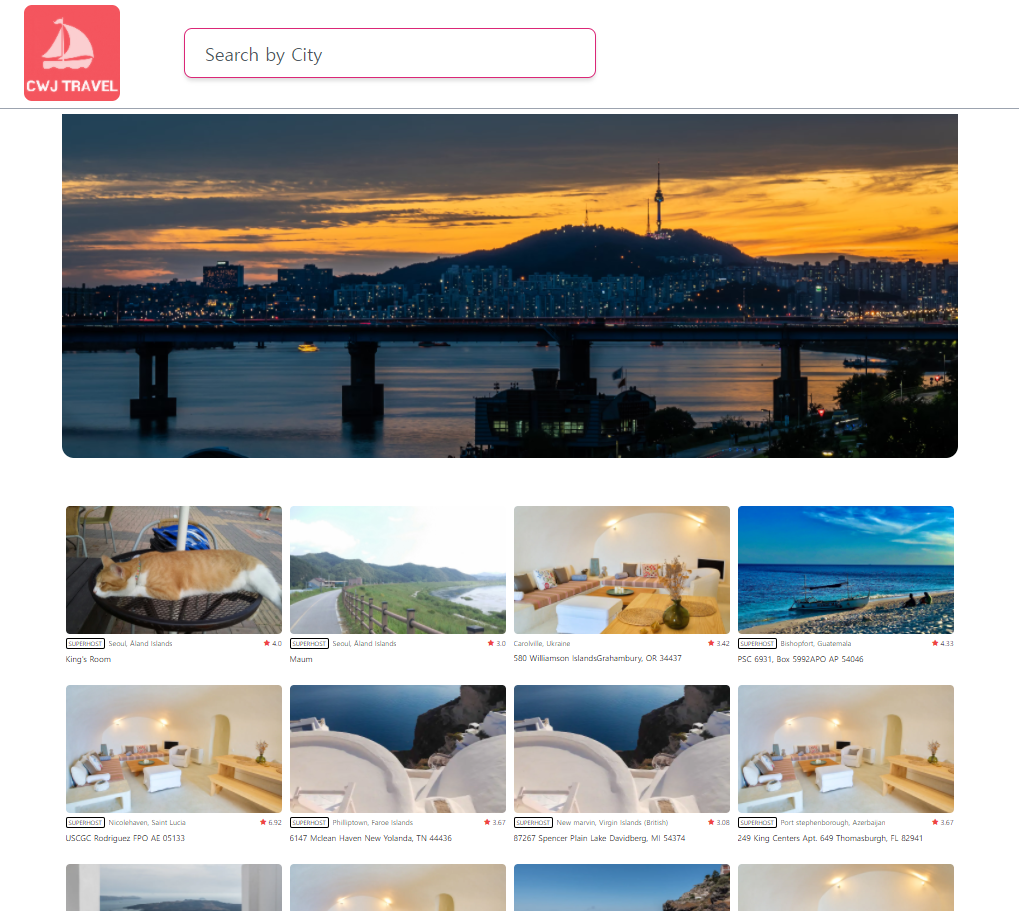 CWJ TRAVEL
Search by City
SUPERHOST Seoul, Åland Islands ★ 4.0
King's Room
SUPERHOST Seoul, Åland Islands ★ 3.0
Maum
Carolville, Ukraine ★ 3.42
580 Williamson IslandsGrahambury, OR 34437
SUPERHOST Bishopfort, Guatemala ★ 4.33
PSC 6931, Box 5992APO AP 54046
SUPERHOST Nicolehaven, Saint Lucia ★ 6.92
USCGC Rodriguez FPO AE 05133
SUPERHOST Philliptown, Faroe Islands ★ 3.67
6147 Mclean Haven New Yolanda, TN 44436
SUPERHOST New marvin, Virgin Islands (British) ★ 3.08
87267 Spencer Plain Lake Davidberg, MI 54374
SUPERHOST Port stephenborough, Azerbaijan ★ 3.67
249 King Centers Apt. 649 Thomasburgh, FL 82941